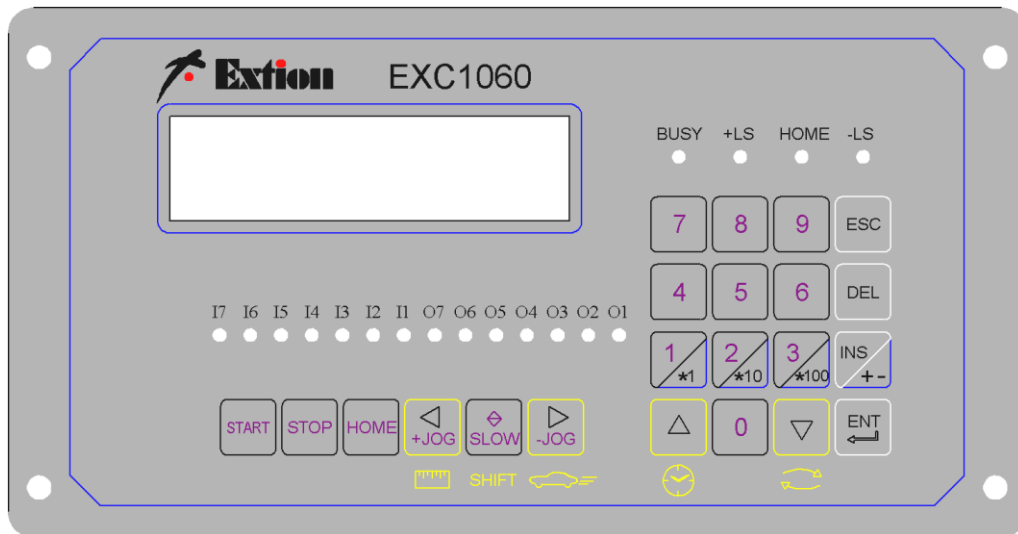 Extion EXC1060
BUSY +LS HOME -LS
7 8 9 ESC
4 5 6 DEL
I7 I6 I5 I4 I3 I2 I1 O7 O6 O5 O4 O3 O2 O1
1 *1 2 *10 3 *100 INS + -
START STOP HOME +JOG SLOW -JOG 0 ENT
SHIFT